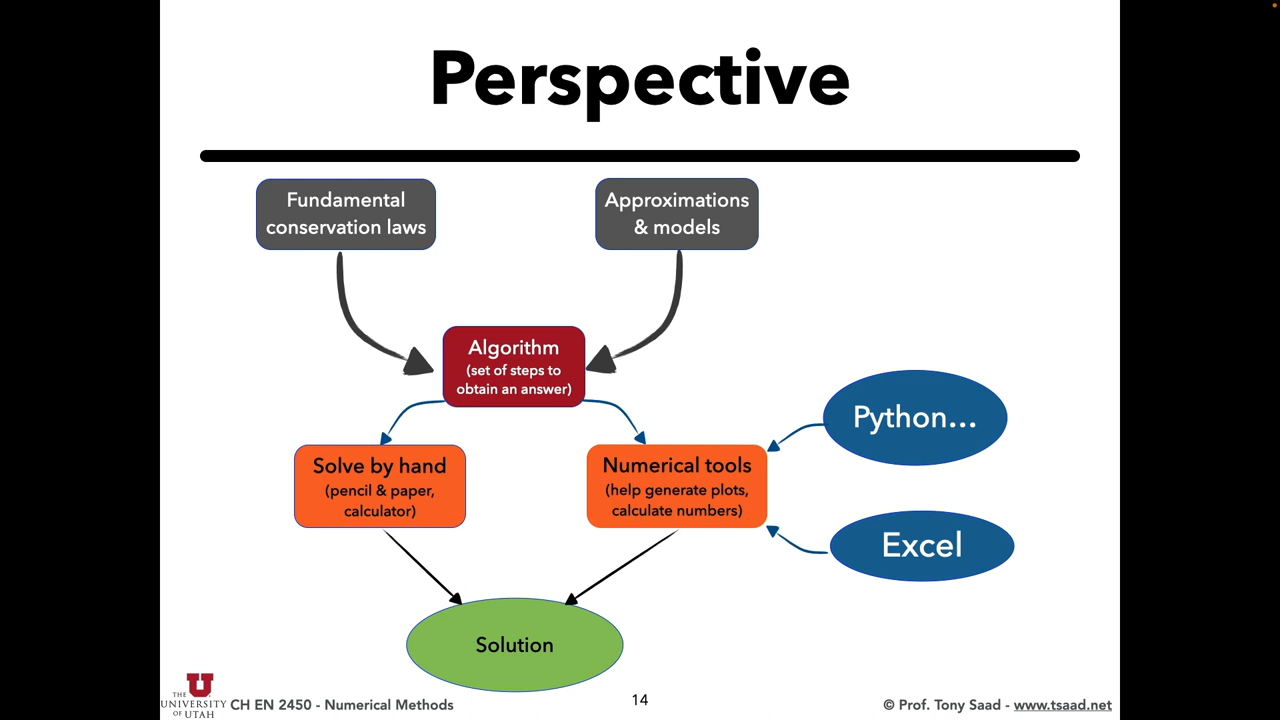 Perspective
Fundamental
conservation laws
Approximations
& models
Algorithm
(set of steps to
obtain an answer)
Python...
Solve by hand
(pencil & paper,
calculator)
Numerical tools
(help generate plots,
calculate numbers)
Excel
Solution
THE
UNIVERSITY
OF UTAH
CH EN 2450 - Numerical Methods
14
© Prof. Tony Saad - www.tsaad.net